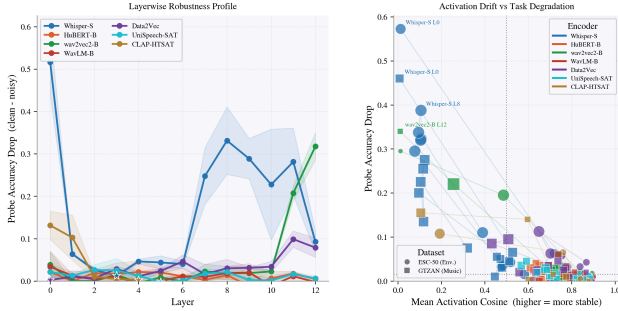 Layerwise Robustness Profile
Whisper-S
HuBERT-B
wav2vec2-B
WavLM-B
Data2Vec
UniSpeech-SAT
CLAP-HTSAT
Probe Accuracy Drop (clean - noisy)
0.6
0.5
0.4
0.3
0.2
0.1
0.0
0
2
4
6
8
10
12
Layer
Activation Drift vs Task Degradation
Encoder
Whisper-S
HuBERT-B
wav2vec2-B
WavLM-B
Data2Vec
UniSpeech-SAT
CLAP-HTSAT
Whisper-S L0
Whisper-S L0
Whisper-S L8
wav2vec2-B L12
Dataset
ESC-50 (Env.)
GTZAN (Music)
Probe Accuracy Drop
0.6
0.5
0.4
0.3
0.2
0.1
0.0
0.0
0.2
0.4
0.6
0.8
1.0
Mean Activation Cosine (higher = more stable)